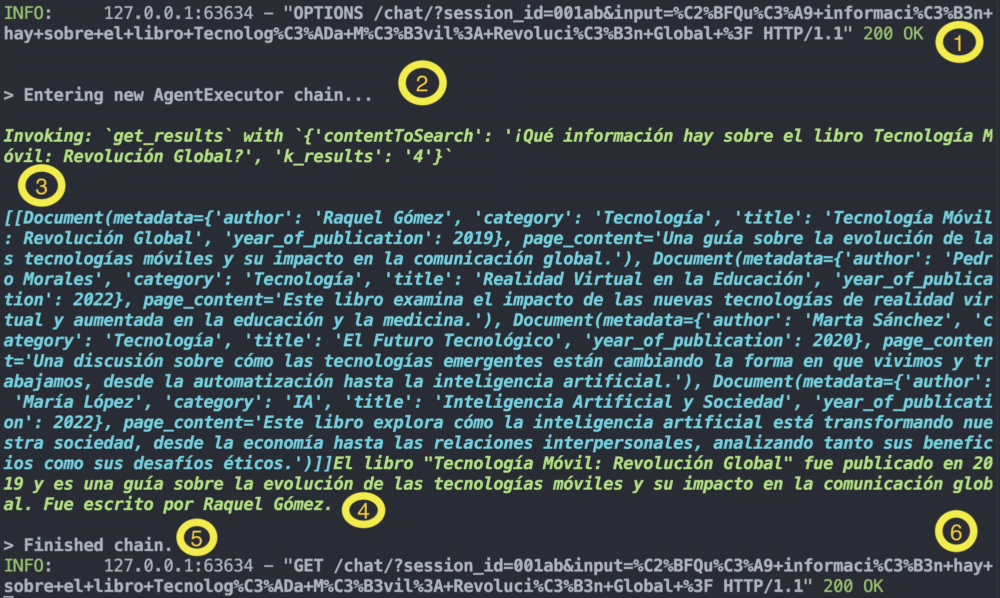 INFO:     127.0.0.1:63634 – "OPTIONS /chat/?session_id=001ab&input=%C2%BFQu%C3%A9+informaci%C3%B3n+
hay+sobre+el+libro+Tecnolog%C3%ADa+M%C3%B3vil%3A+Revoluci%C3%B3n+Global+%3F HTTP/1.1" 200 OK
1
2
> Entering new AgentExecutor chain...
Invoking: `get_results` with `{'contentToSearch': '¡Qué información hay sobre el libro Tecnología M
óvil: Revolución Global?', 'k_results': '4'}`
3
[[Document(metadata={'author': 'Raquel Gómez', 'category': 'Tecnología', 'title': 'Tecnología Móvil
: Revolución Global', 'year_of_publication': 2019}, page_content='Una guía sobre la evolución de la
s tecnologías móviles y su impacto en la comunicación global.'), Document(metadata={'author': 'Pedr
o Morales', 'category': 'Tecnología', 'title': 'Realidad Virtual en la Educación', 'year_of_publica
tion': 2022}, page_content='Este libro examina el impacto de las nuevas tecnologías de realidad vir
tual y aumentada en la educación y la medicina.'), Document(metadata={'author': 'Marta Sánchez', 'c
ategory': 'Tecnología', 'title': 'El Futuro Tecnológico', 'year_of_publication': 2020}, page_conten
t='Una discusión sobre cómo las tecnologías emergentes están cambiando la forma en que vivimos y tr
abajamos, desde la automatización hasta la inteligencia artificial.'), Document(metadata={'author':
 'María López', 'category': 'IA', 'title': 'Inteligencia Artificial y Sociedad', 'year_of_publicati
on': 2022}, page_content='Este libro explora cómo la inteligencia artificial está transformando nue
stra sociedad, desde la economía hasta las relaciones interpersonales, analizando tanto sus benefic
ios como sus desafíos éticos.')]]El libro "Tecnología Móvil: Revolución Global" fue publicado en 20
19 y es una guía sobre la evolución de las tecnologías móviles y su impacto en la comunicación glob
al. Fue escrito por Raquel Gómez.
4
> Finished chain.
5
6
INFO:     127.0.0.1:63634 – "GET /chat/?session_id=001ab&input=%C2%BFQu%C3%A9+informaci%C3%B3n+hay+
sobre+el+libro+Tecnolog%C3%ADa+M%C3%B3vil%3A+Revoluci%C3%B3n+Global+%3F HTTP/1.1" 200 OK